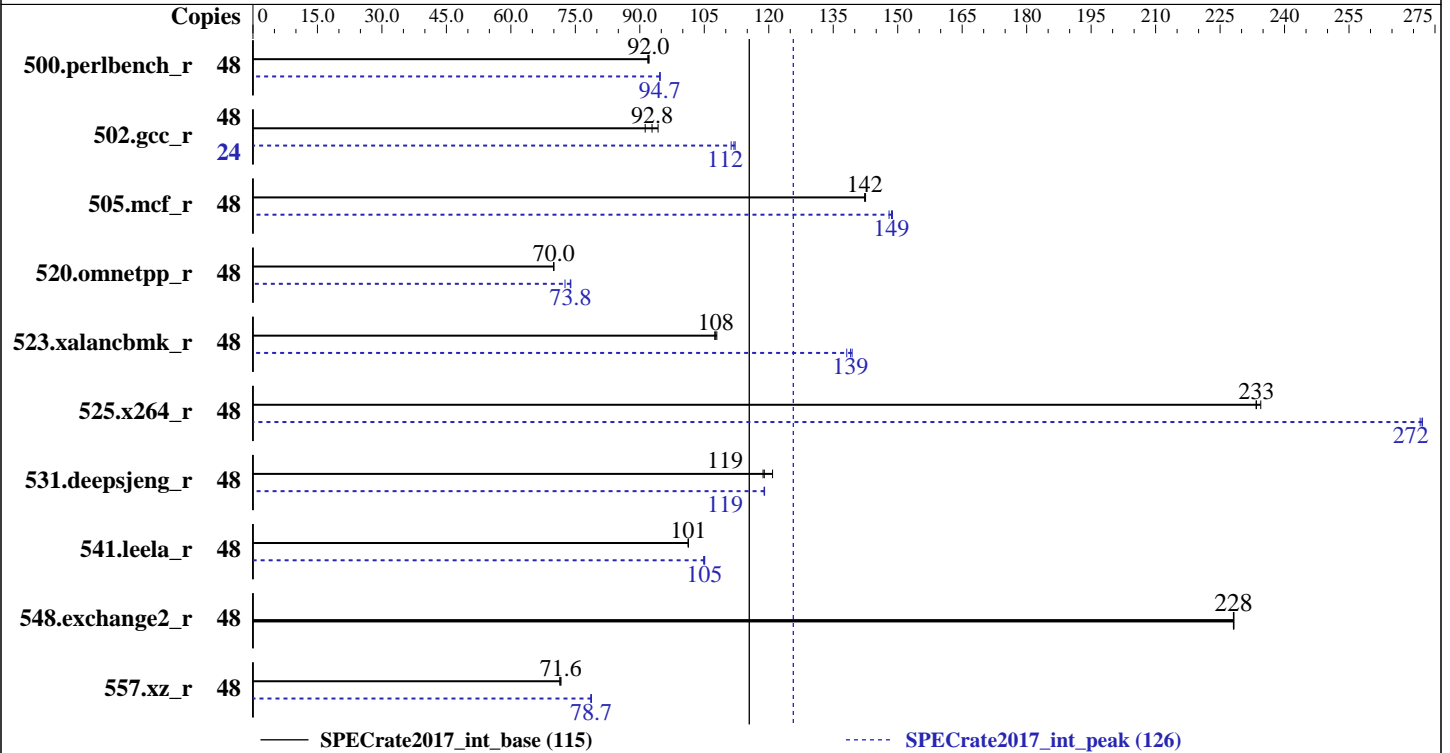 Copies 0 15.0 30.0 45.0 60.0 75.0 90.0 105 120 135 150 165 180 195 210 225 240 255 275
92.0
500.perlbench_r 48
94.7
48 92.8
502.gcc_r
24 112
142
505.mcf_r 48
149
70.0
520.omnetpp_r 48
73.8
108
523.xalancbmk_r 48
139
233
525.x264_r 48
272
119
531.deepsjeng_r 48
119
101
541.leela_r 48
105
228
548.exchange2_r 48
71.6
557.xz_r 48
78.7
SPECrate2017_int_base (115) SPECrate2017_int_peak (126)